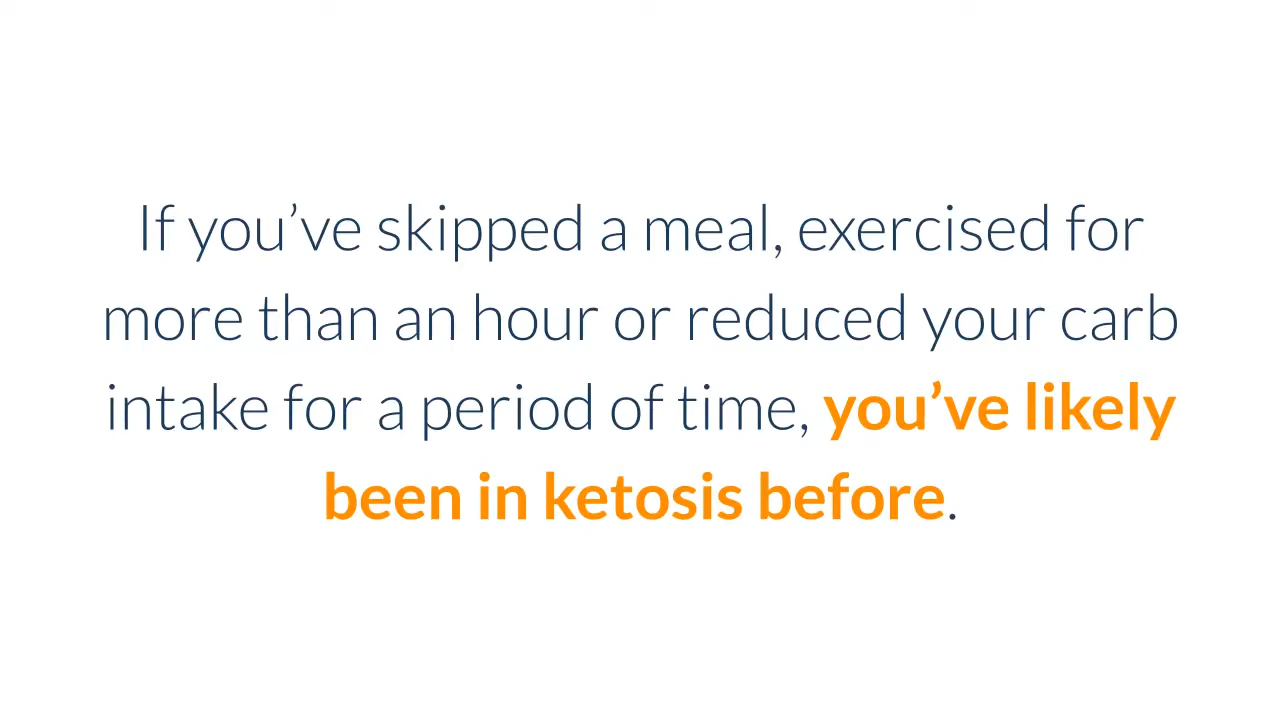 If you’ve skipped a meal, exercised for
more than an hour or reduced your carb
intake for a period of time, you’ve likely
been in ketosis before.